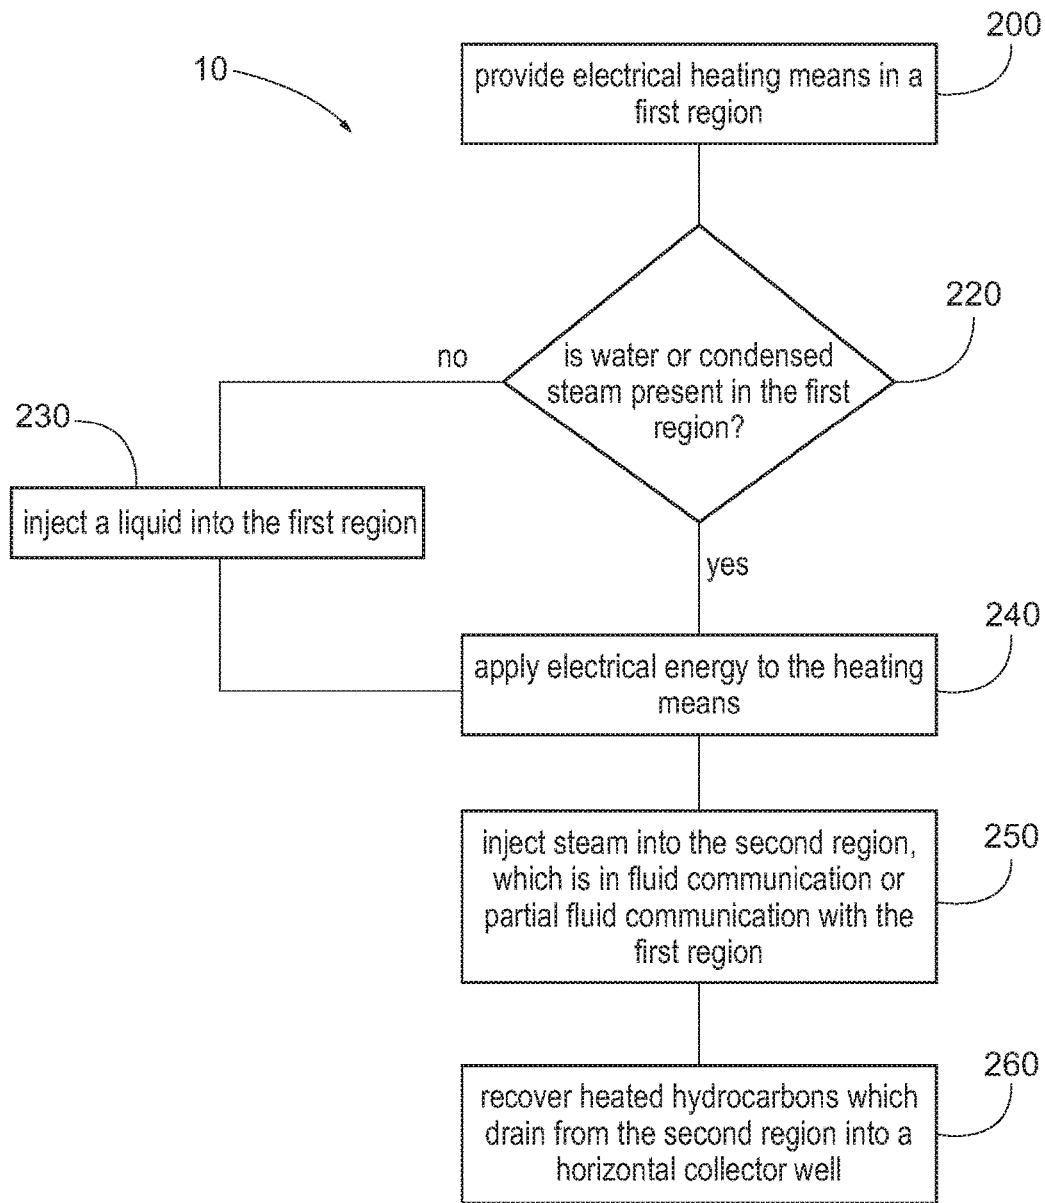 200
10
provide electrical heating means in a
first region
220
no
is water or condensed
steam present in the first
region?
230
inject a liquid into the first region
yes
240
apply electrical energy to the heating
means
250
inject steam into the second region,
which is in fluid communication or
partial fluid communication with the
first region
260
recover heated hydrocarbons which
drain from the second region into a
horizontal collector well